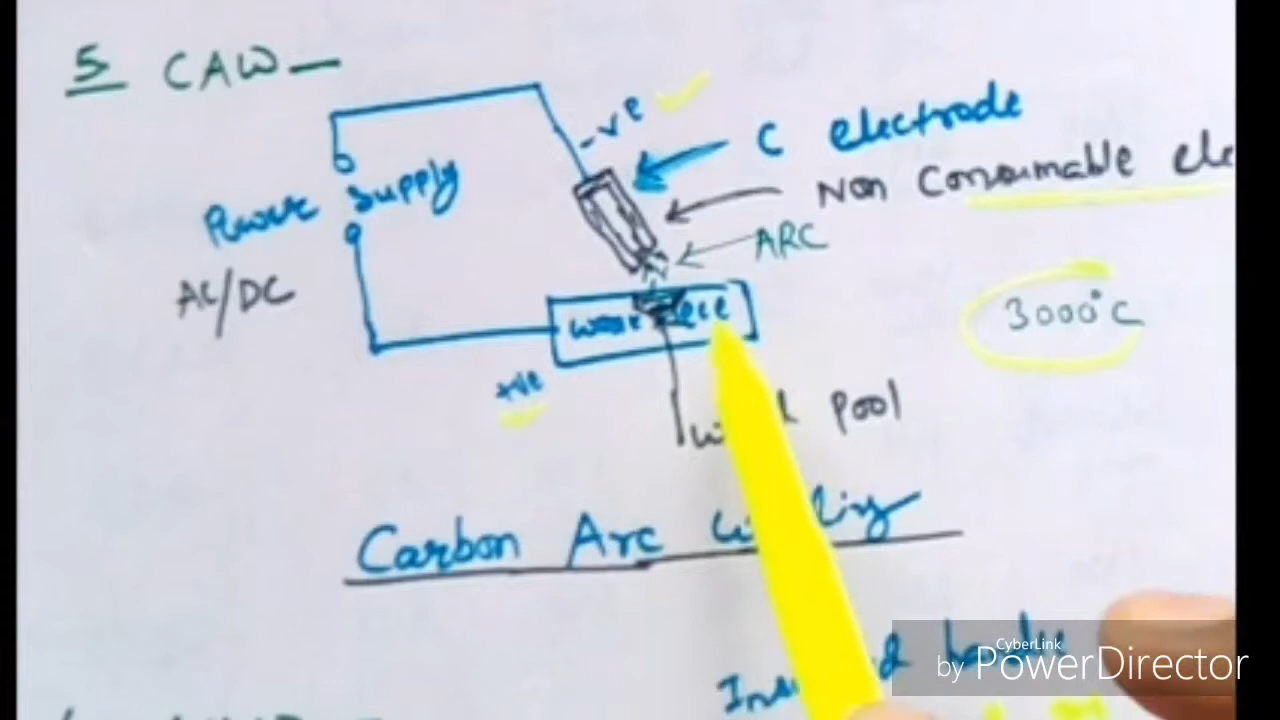 5 CAW —
-ve
C electrode
Power Supply
Non Consumable ele
ARC
AC/DC
3000°C
work
+ve
pool
Carbon Arc
CyberLink
by PowerDirector